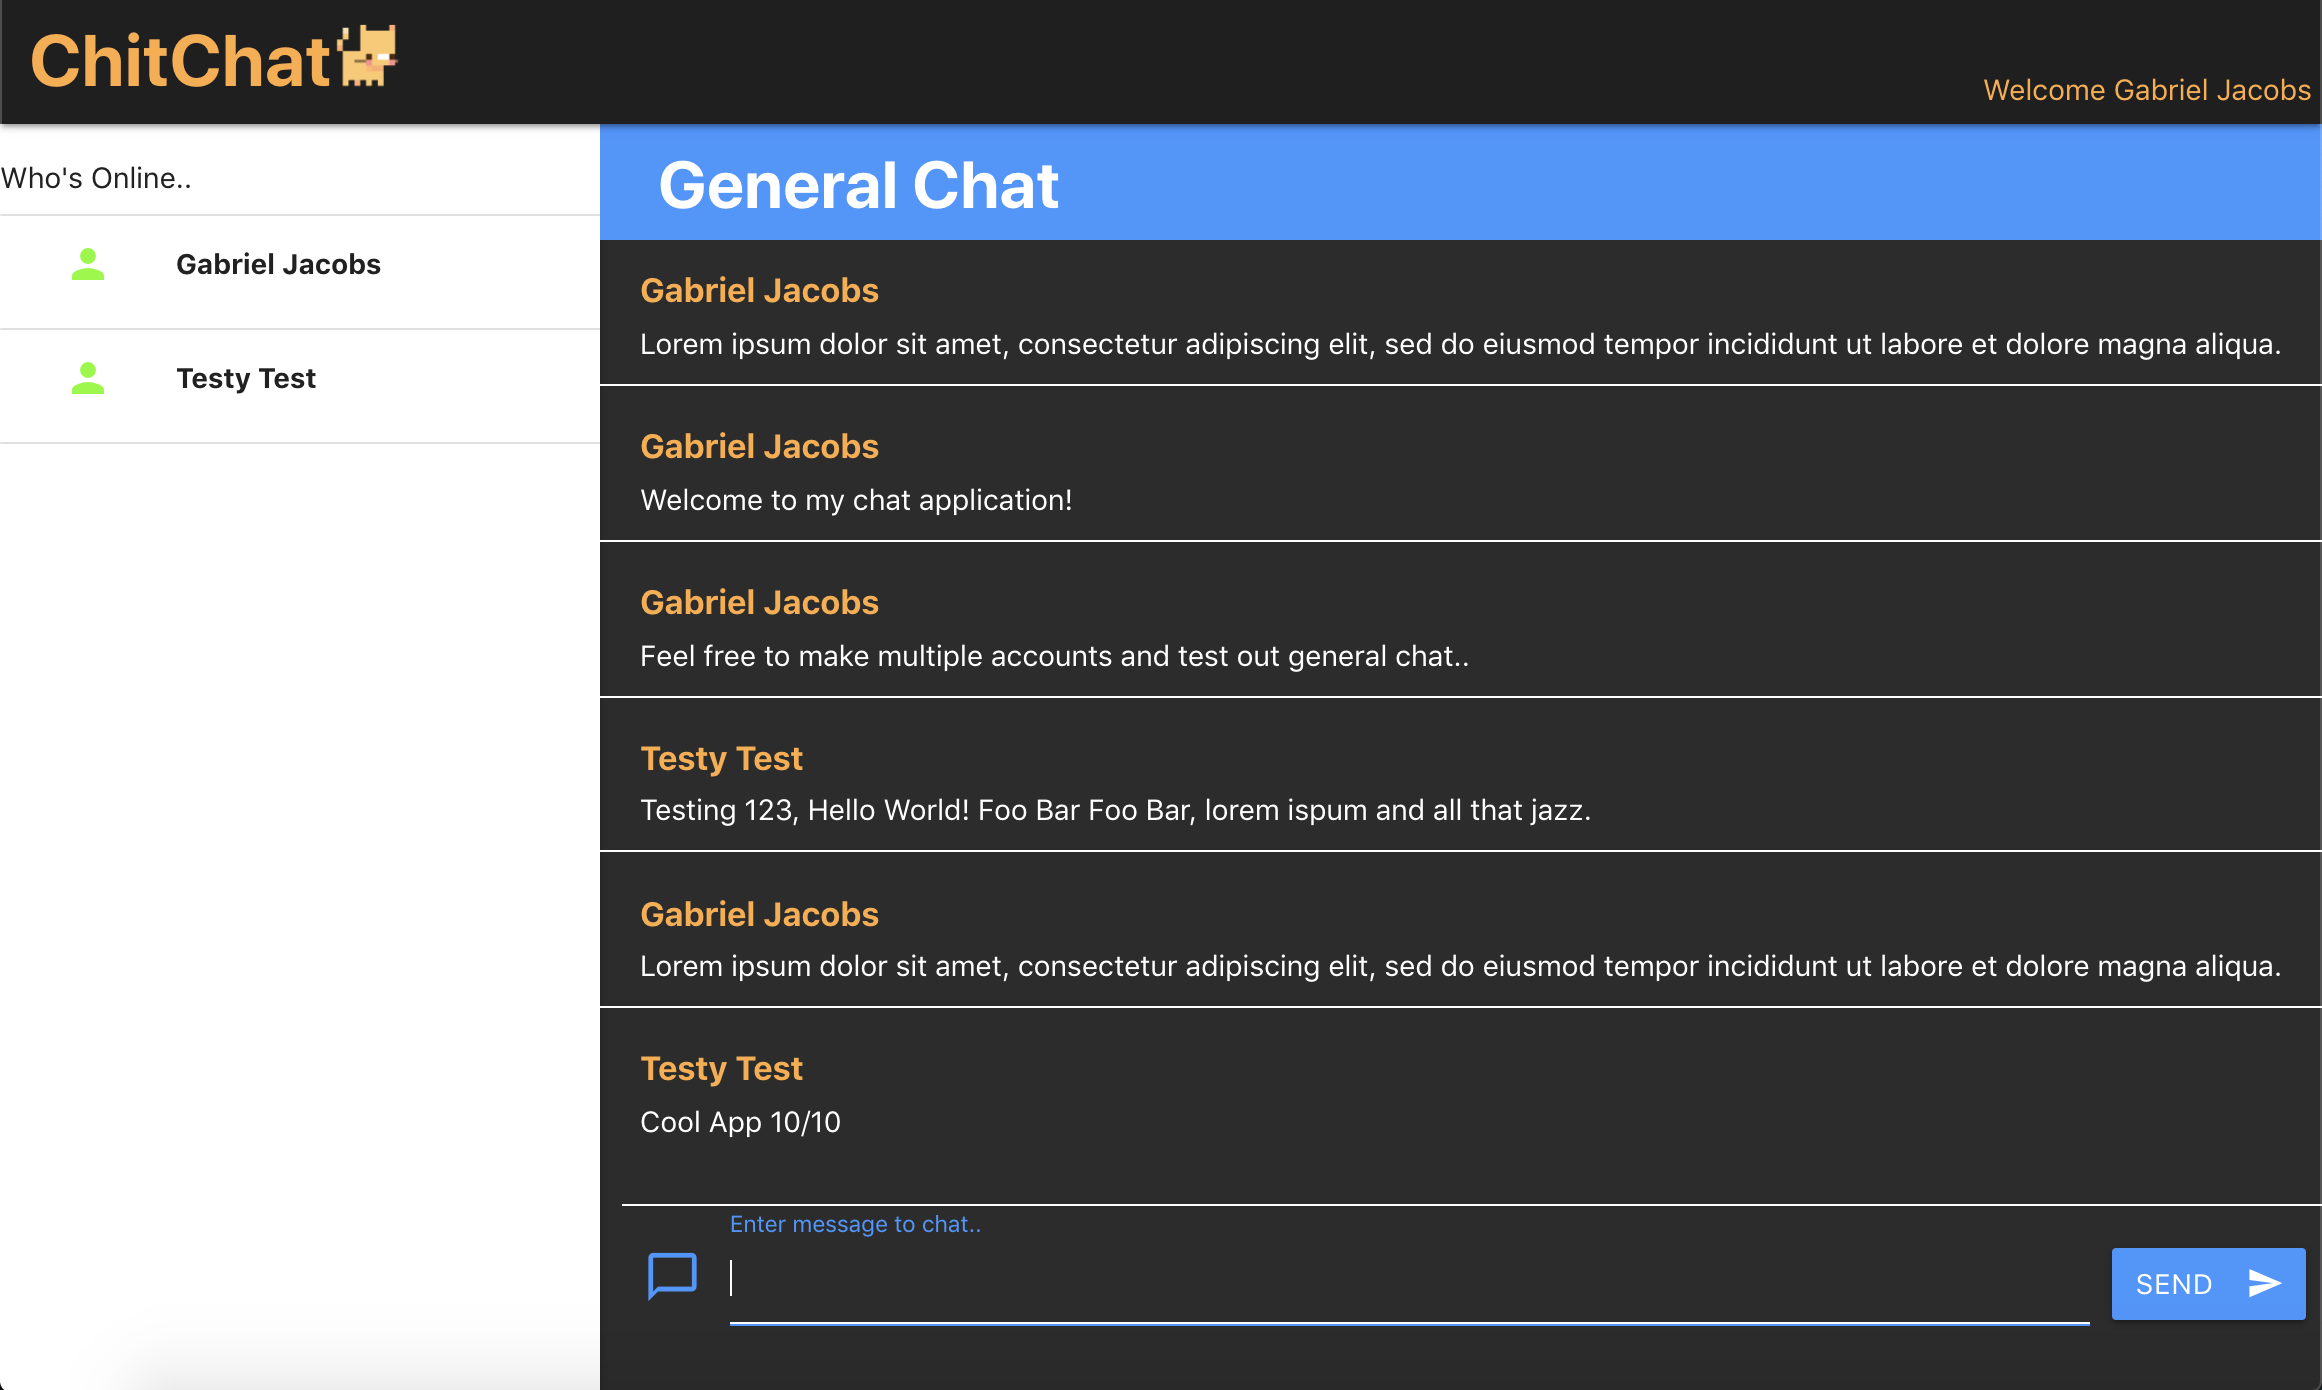 ChitChat
Welcome Gabriel Jacobs
Who's Online..
Gabriel Jacobs
Testy Test
General Chat
Gabriel Jacobs
Lorem ipsum dolor sit amet, consectetur adipiscing elit, sed do eiusmod tempor incididunt ut labore et dolore magna aliqua.
Gabriel Jacobs
Welcome to my chat application!
Gabriel Jacobs
Feel free to make multiple accounts and test out general chat..
Testy Test
Testing 123, Hello World! Foo Bar Foo Bar, lorem ispum and all that jazz.
Gabriel Jacobs
Lorem ipsum dolor sit amet, consectetur adipiscing elit, sed do eiusmod tempor incididunt ut labore et dolore magna aliqua.
Testy Test
Cool App 10/10
Enter message to chat..
SEND